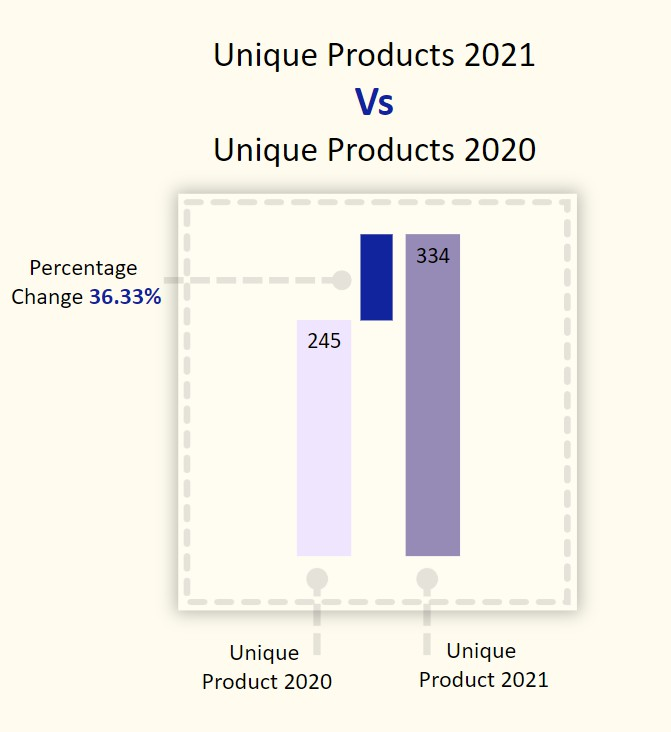 Unique Products 2021
Vs
Unique Products 2020
Percentage
Change 36.33%
334
245
Unique
Product 2020
Unique
Product 2021